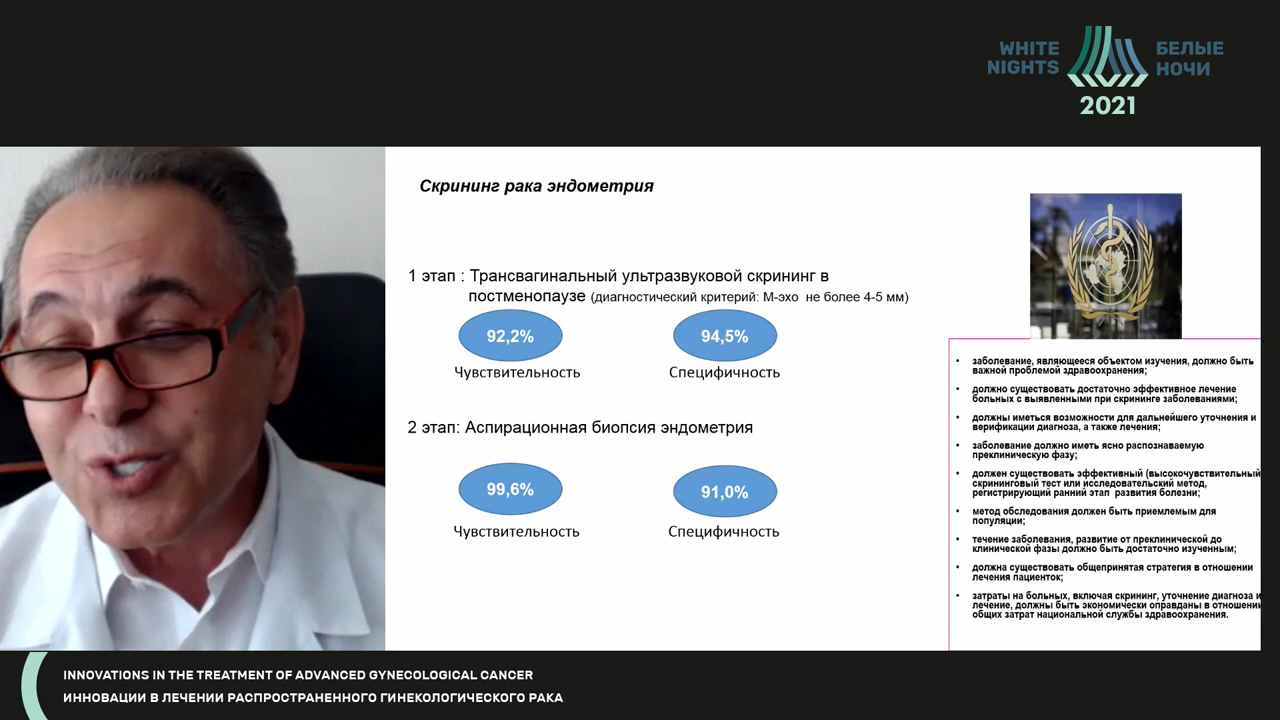 WHITE NIGHTS
БЕЛЫЕ НОЧИ
2021
Скрининг рака эндометрия
1 этап : Трансвагинальный ультразвуковой скрининг в
постменопаузе (диагностический критерий: М-эхо не более 4-5 мм)
92,2%
94,5%
Чувствительность
Специфичность
2 этап: Аспирационная биопсия эндометрия
99,6%
91,0%
Чувствительность
Специфичность
• заболевание, являющееся объектом изучения, должно быть
важной проблемой здравоохранения;
• должно существовать достаточно эффективное лечение
больных с выявленными при скрининге заболеваниями;
• должны иметься возможности для дальнейшего уточнения и
верификации диагноза, а также лечения;
• заболевание должно иметь ясно распознаваемую
преклиническую фазу;
• должен существовать эффективный (высокочувствительный
скрининговый тест или исследовательский метод,
регистрирующий ранний этап развития болезни;
• метод обследования должен быть приемлемым для
популяции;
• течение заболевания, развитие от преклинической до
клинической фазы должно быть достаточно изученным;
• должна существовать общепринятая стратегия в отношении
лечения пациенток;
• затраты на больных, включая скрининг, уточнение диагноза и
лечение, должны быть экономически оправданы в отношении
общих затрат национальной службы здравоохранения.
INNOVATIONS IN THE TREATMENT OF ADVANCED GYNECOLOGICAL CANCER
ИННОВАЦИИ В ЛЕЧЕНИИ РАСПРОСТРАНЕННОГО ГИНЕКОЛОГИЧЕСКОГО РАКА